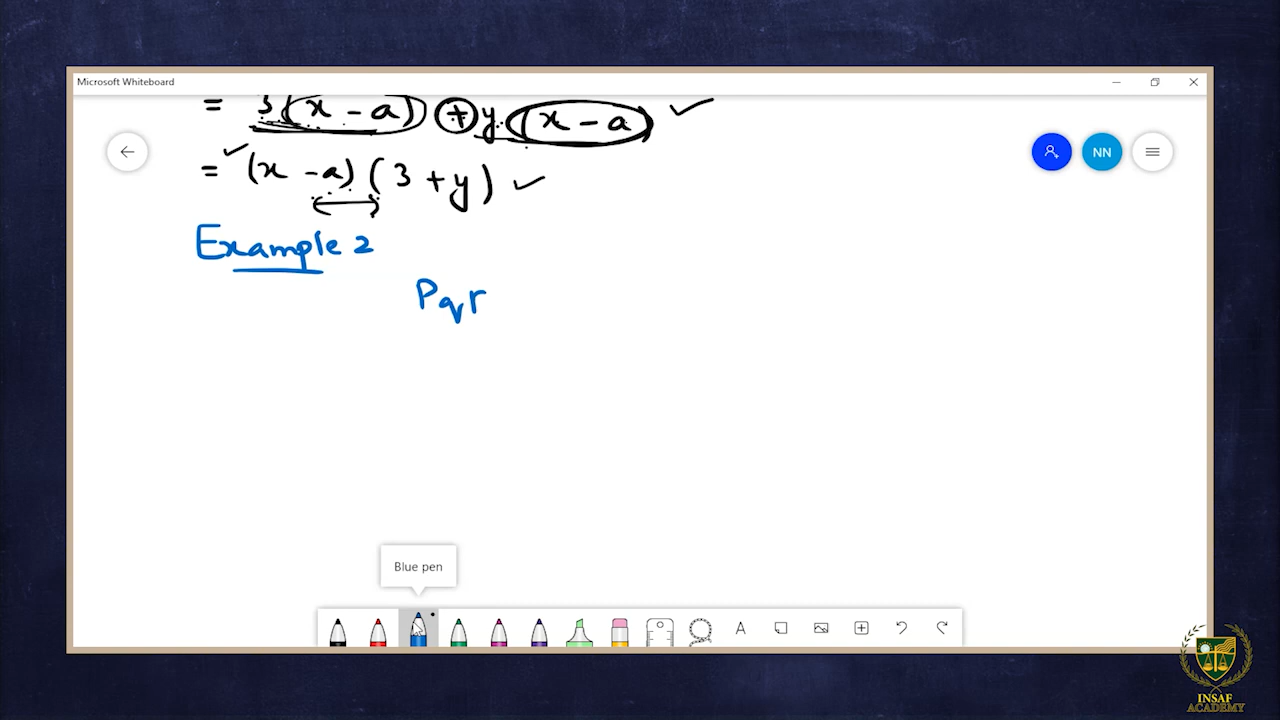 Microsoft Whiteboard
= 3(x - a) + y (x - a) ✓
= ✓(x - a) (3 + y) ✓
NN
Example 2
Pqr
Blue pen
A
INSAF
ACADEMY